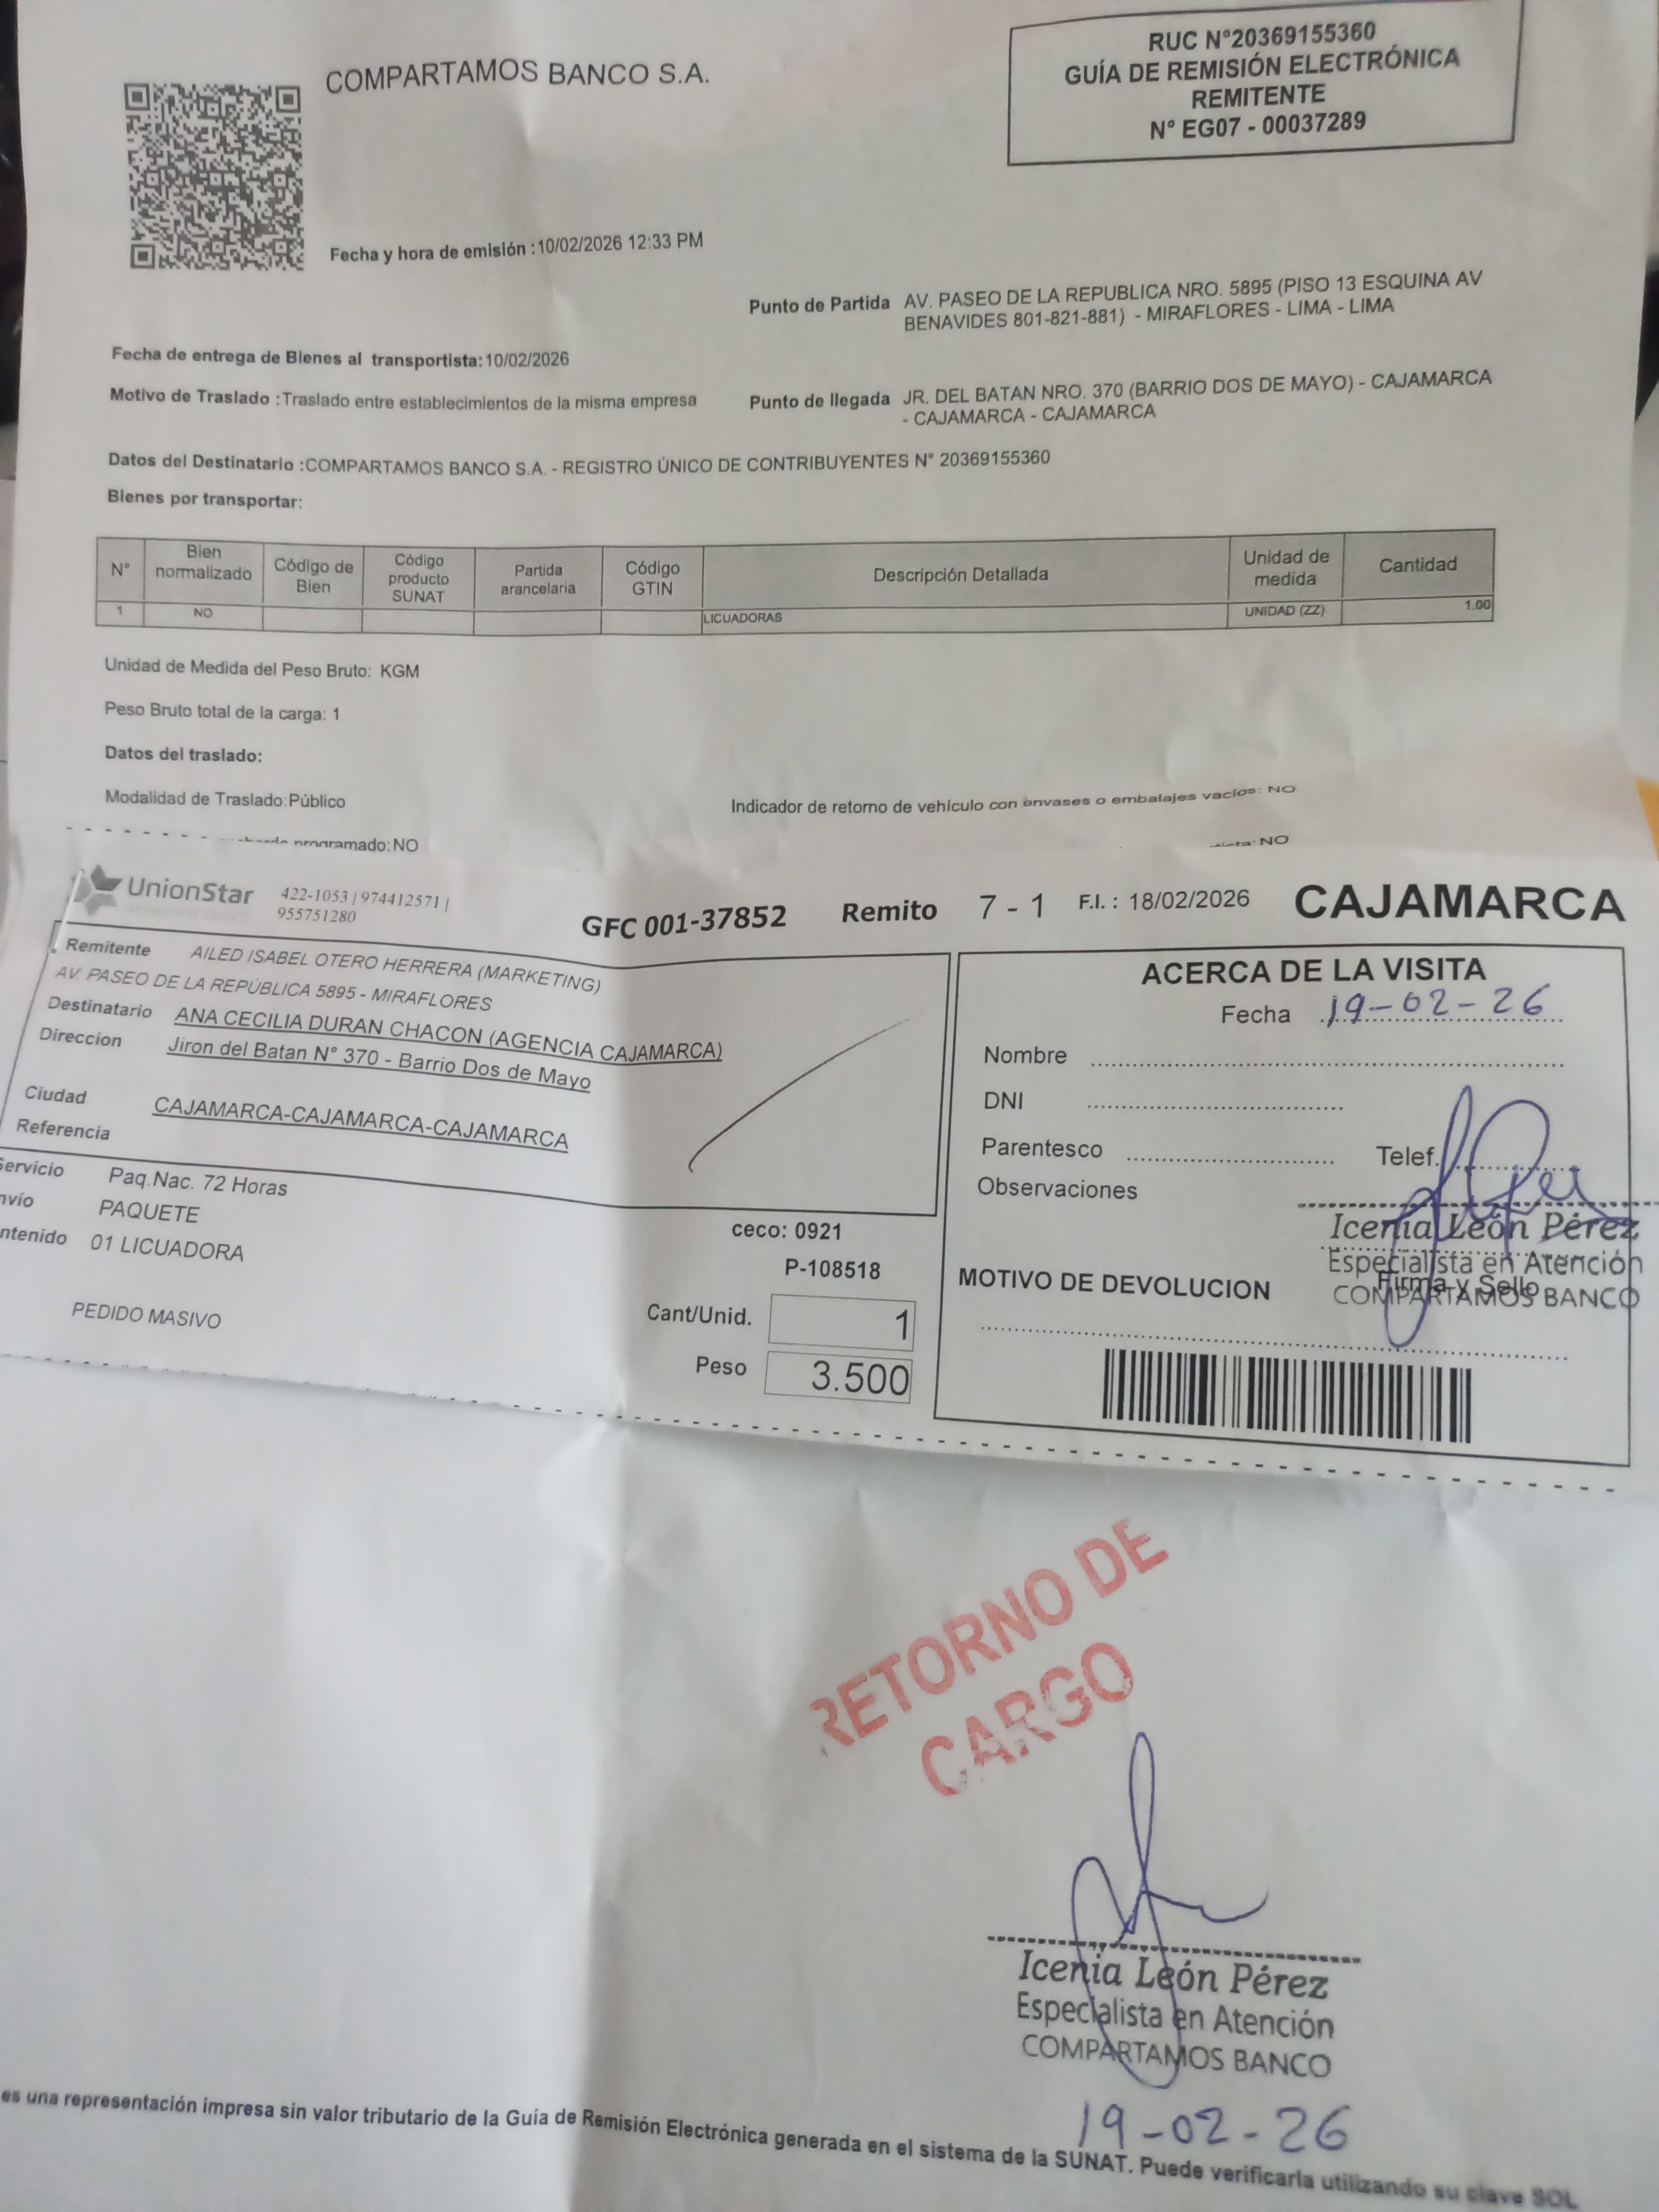 COMPARTAMOS BANCO S.A.
RUC N°20369155360
GUÍA DE REMISIÓN ELECTRÓNICA
REMITENTE
N° EG07 - 00037289
Fecha y hora de emisión :10/02/2026 12:33 PM
Punto de Partida AV. PASEO DE LA REPUBLICA NRO. 5895 (PISO 13 ESQUINA AV
BENAVIDES 801-821-881) - MIRAFLORES - LIMA - LIMA
Fecha de entrega de Bienes al transportista:10/02/2026
Motivo de Traslado :Traslado entre establecimientos de la misma empresa
Punto de llegada JR. DEL BATAN NRO. 370 (BARRIO DOS DE MAYO) - CAJAMARCA
- CAJAMARCA - CAJAMARCA
Datos del Destinatario :COMPARTAMOS BANCO S.A. - REGISTRO ÚNICO DE CONTRIBUYENTES N° 20369155360
Bienes por transportar:
N° Bien normalizado Código de Bien Código producto SUNAT Partida arancelaria Código GTIN Descripción Detallada Unidad de medida Cantidad
1 NO LICUADORAS UNIDAD (ZZ) 1.00
Unidad de Medida del Peso Bruto: KGM
Peso Bruto total de la carga: 1
Datos del traslado:
Modalidad de Traslado:Público
Indicador de retorno de vehículo con envases o embalajes vacíos: NO
programado:NO
NO
UnionStar
422-1053 | 974412571 |
955751280
GFC 001-37852 Remito 7 - 1 F.I. : 18/02/2026 CAJAMARCA
Remitente AILED ISABEL OTERO HERRERA (MARKETING)
AV. PASEO DE LA REPÚBLICA 5895 - MIRAFLORES
Destinatario ANA CECILIA DURAN CHACON (AGENCIA CAJAMARCA)
Direccion Jiron del Batan N° 370 - Barrio Dos de Mayo
Ciudad CAJAMARCA-CAJAMARCA-CAJAMARCA
Referencia
Servicio Paq.Nac. 72 Horas
nvío PAQUETE
ntenido 01 LICUADORA
PEDIDO MASIVO
ceco: 0921
P-108518
Cant/Unid. 1
Peso 3.500
ACERCA DE LA VISITA
Fecha 19-02-26
Nombre
DNI
Parentesco Telef.
Observaciones
Icenia León Pérez
Especialista en Atención
Firma y Sello
COMPARTAMOS BANCO
MOTIVO DE DEVOLUCION
RETORNO DE
CARGO
Icenia León Pérez
Especialista en Atención
COMPARTAMOS BANCO
19-02-26
es una representación impresa sin valor tributario de la Guía de Remisión Electrónica generada en el sistema de la SUNAT. Puede verificarla utilizando su clave SOL